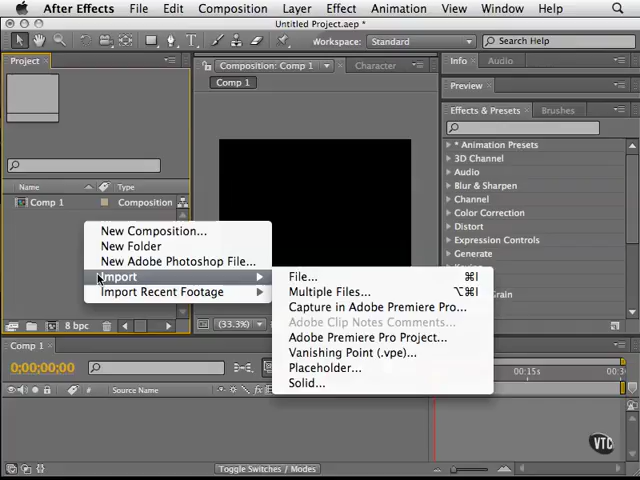 After Effects File Edit Composition Layer Effect Animation View Window Help
Untitled Project.aep *
Workspace: Standard Search Help
Project Composition: Comp 1 Character Info Audio
Comp 1
Preview
Effects & Presets Brushes
* Animation Presets
3D Channel
Audio
Blur & Sharpen
Channel
Color Correction
Distort
Expression Controls
Generate
Grain
Name Type
Comp 1 Composition
New Composition...
New Folder
New Adobe Photoshop File...
Import
Import Recent Footage
File... ⌘I
Multiple Files... ⌥⌘I
Capture in Adobe Premiere Pro...
Adobe Clip Notes Comments...
Adobe Premiere Pro Project...
Vanishing Point (.vpe)...
Placeholder...
Solid...
8 bpc (33.3%)
Comp 1
0;00;00;00
00:15s
Source Name
VTC
Toggle Switches / Modes